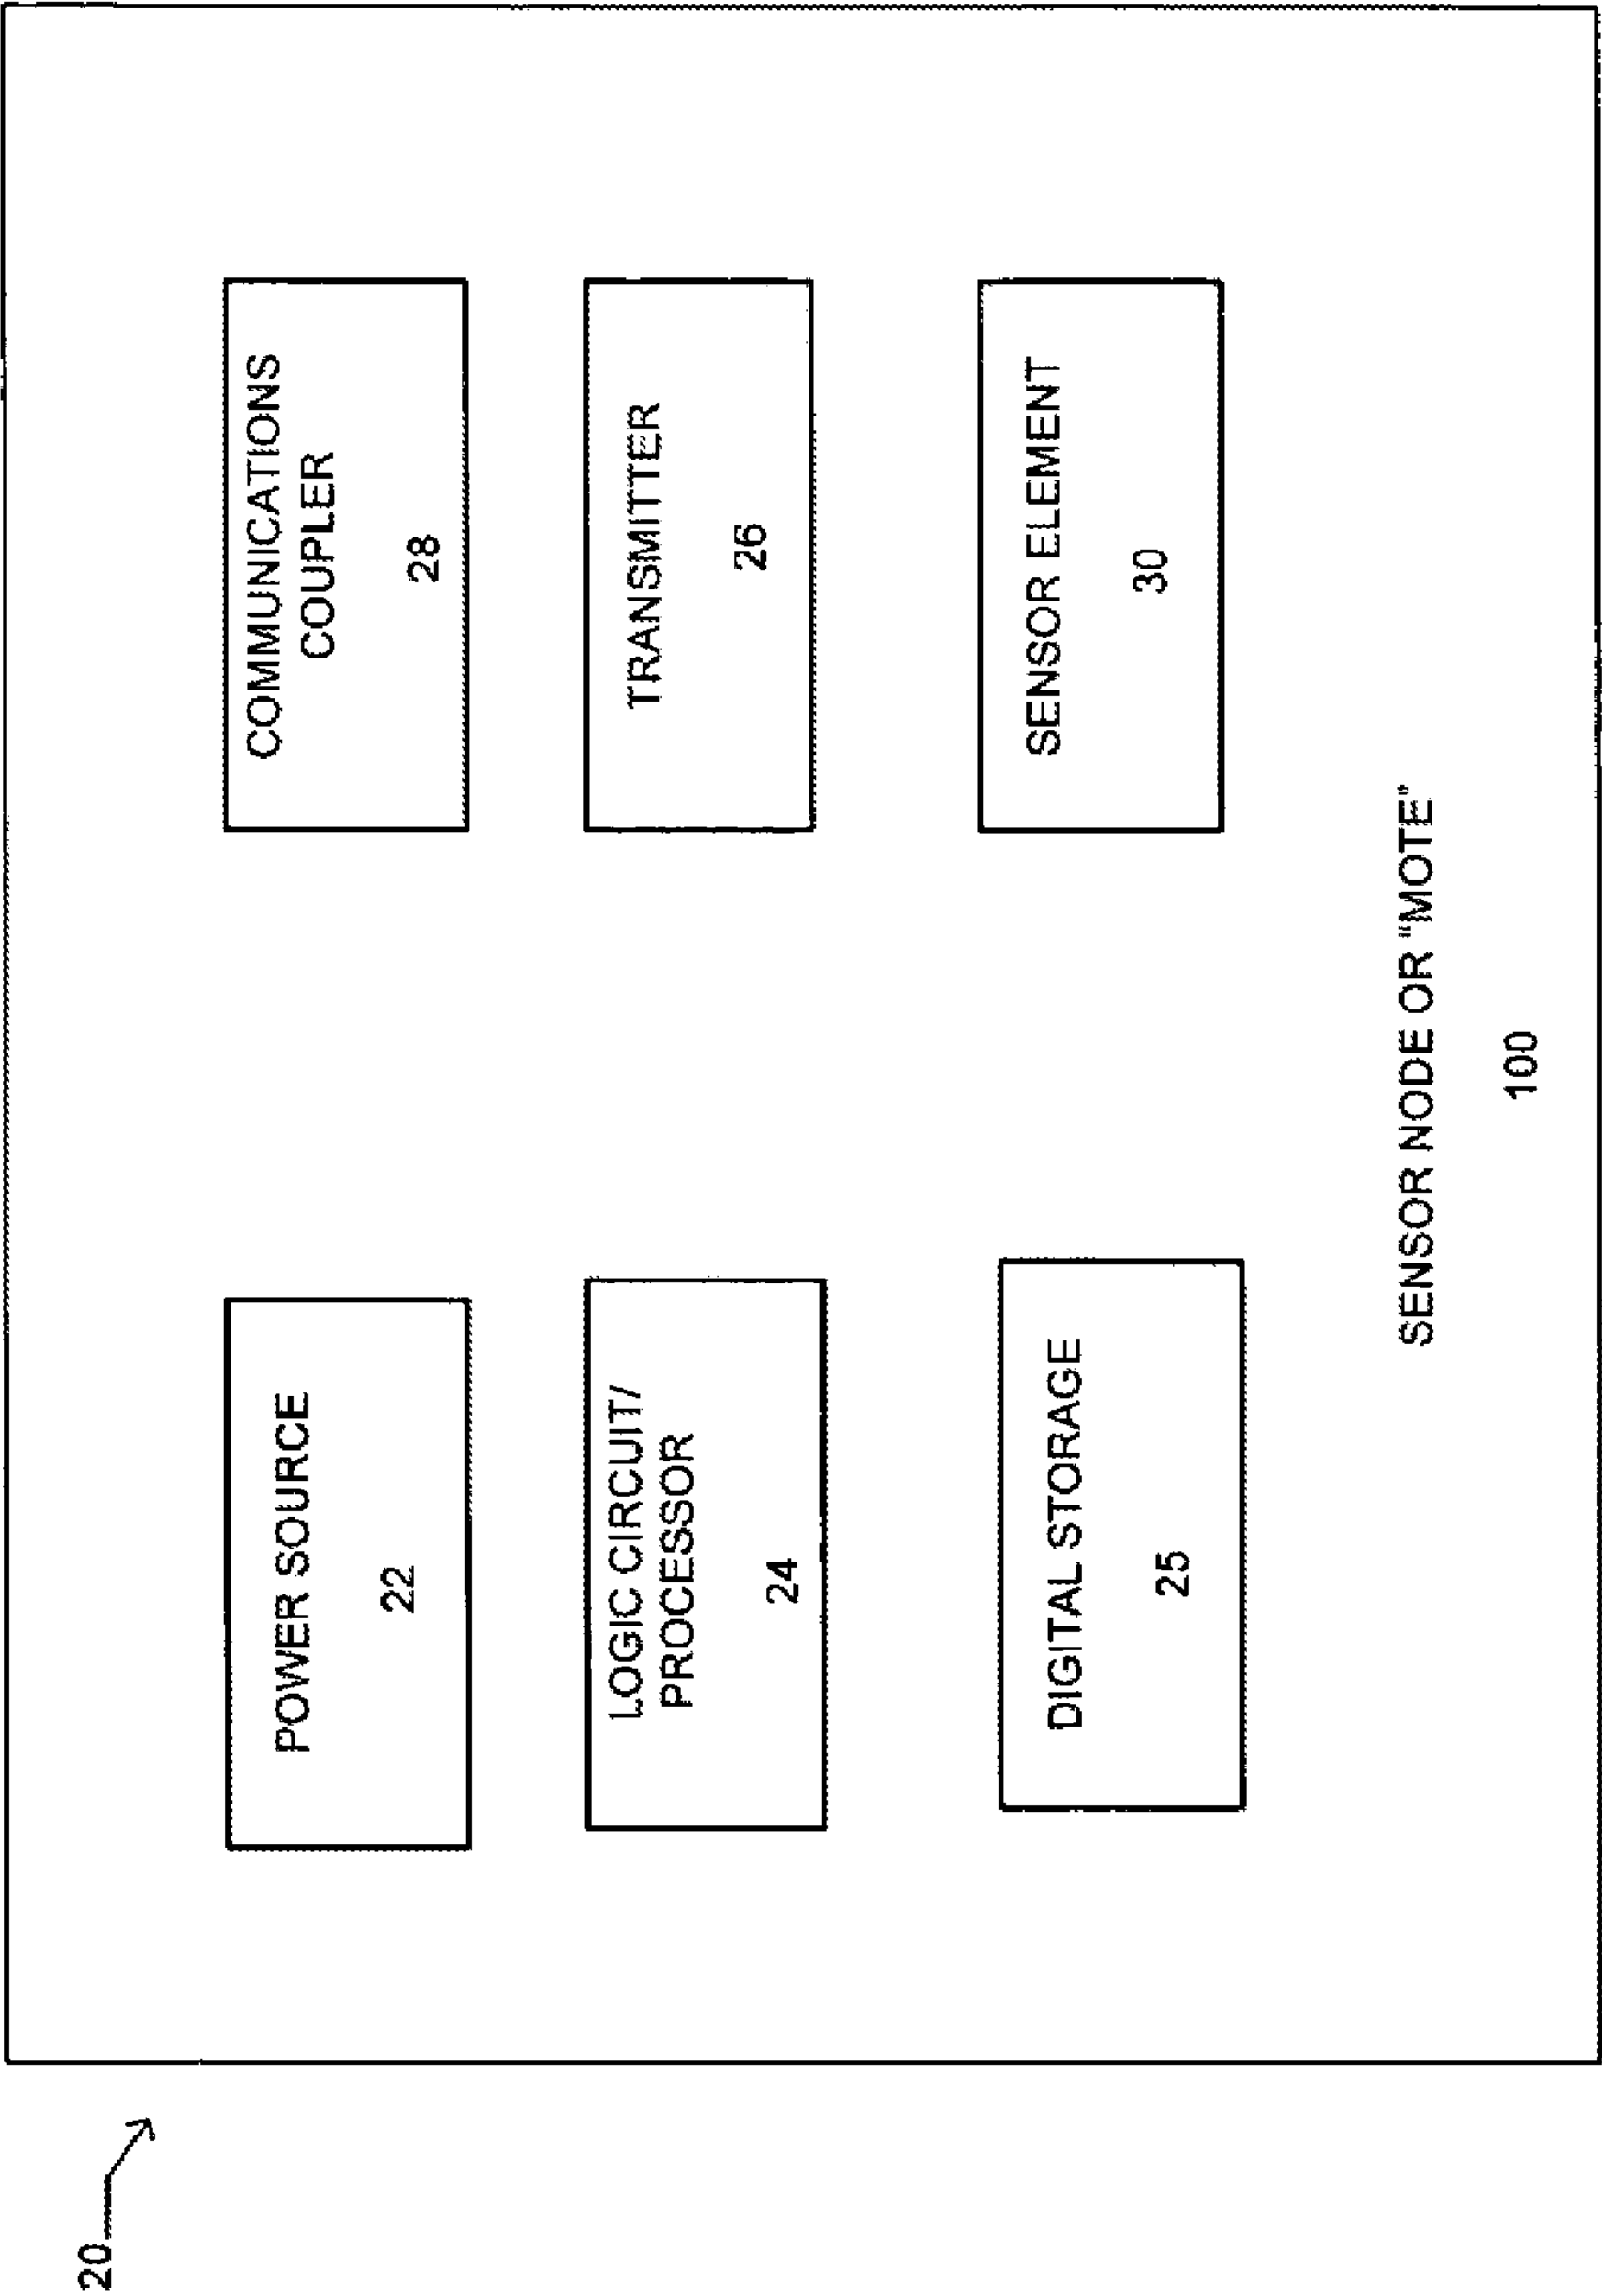 20
POWER SOURCE
22
COMMUNICATIONS
COUPLER
28
LOGIC CIRCUIT/
PROCESSOR
24
TRANSMITTER
26
DIGITAL STORAGE
25
SENSOR ELEMENT
30
SENSOR NODE OR "MOTE"
100